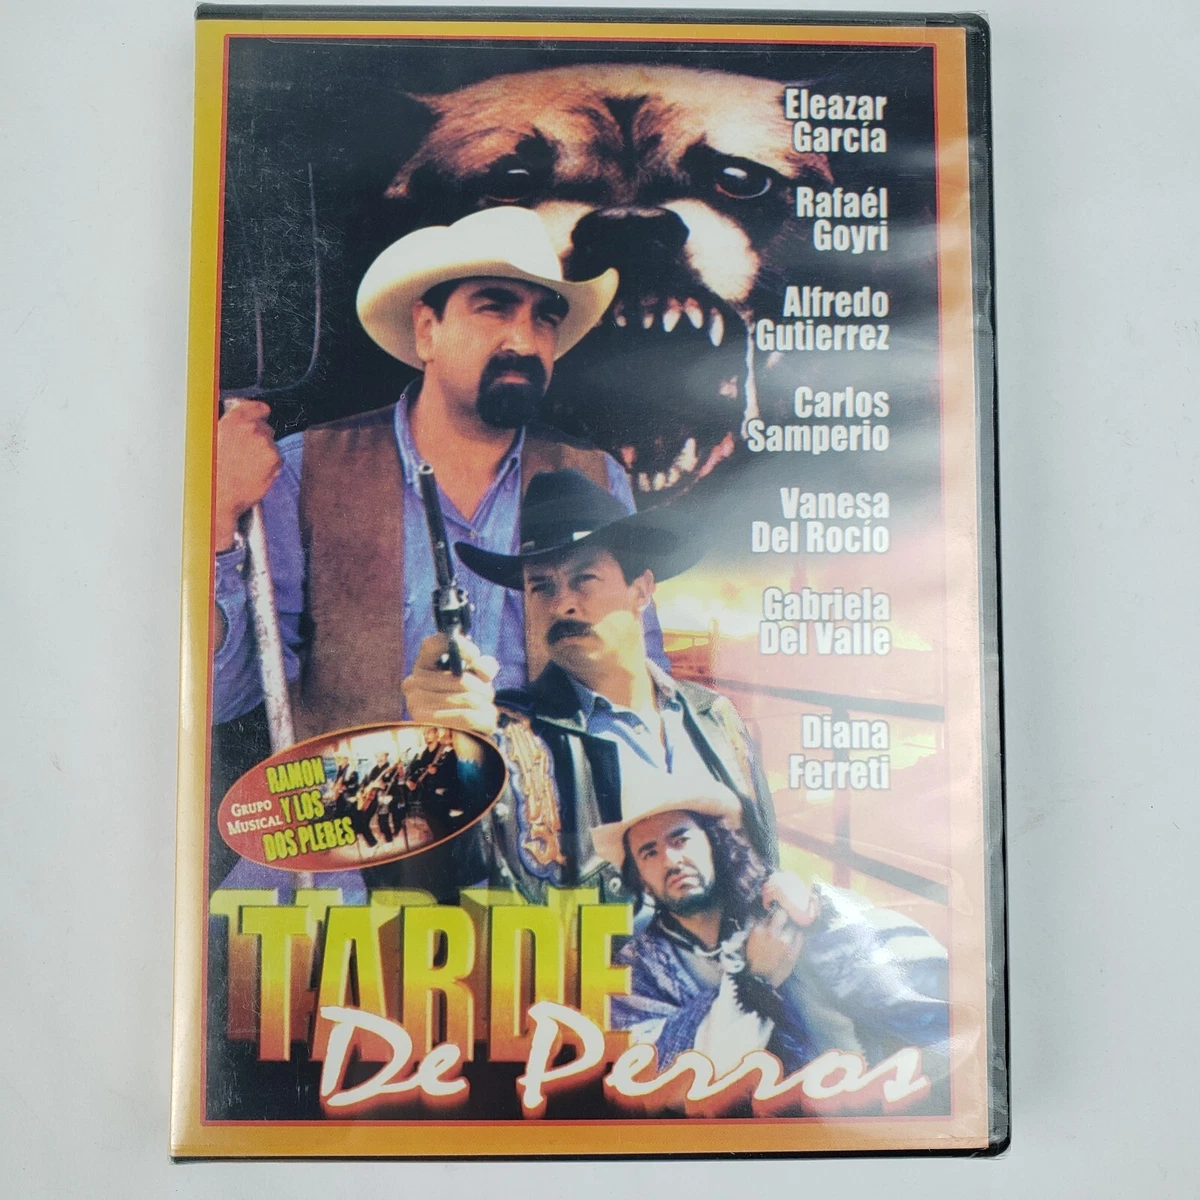 Eleazar
García
Rafaél
Goyri
Alfredo
Gutierrez
Carlos
Samperio
Vanesa
Del Rocío
Gabriela
Del Valle
Diana
Ferreti
GRUPO
MUSICAL
RAMON
Y LOS
DOS PLEBES
TARDE
De Perros